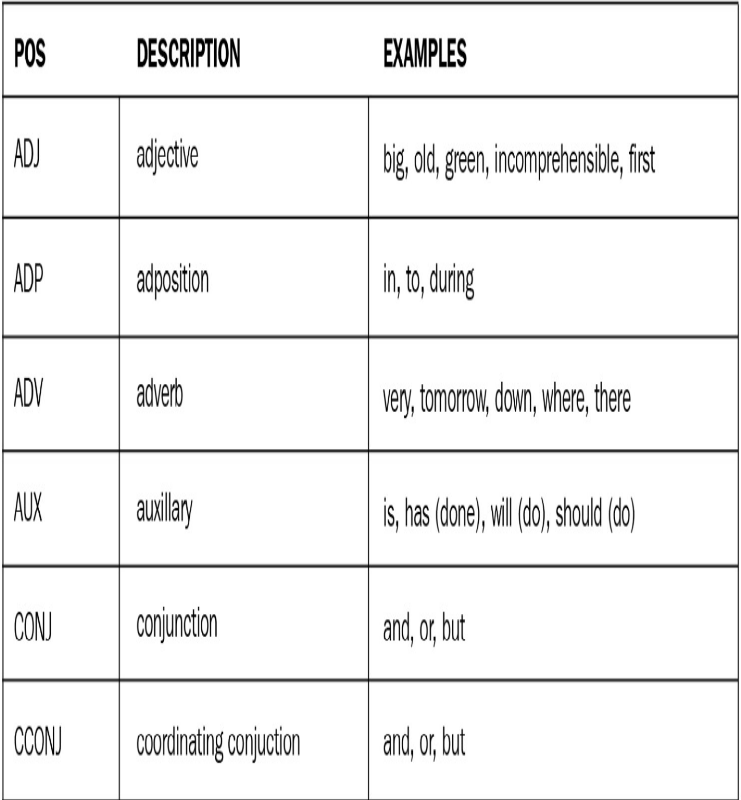 POS DESCRIPTION EXAMPLES
ADJ adjective big, old, green, incomprehensible, first
ADP adposition in, to, during
ADV adverb very, tomorrow, down, where, there
AUX auxillary is, has (done), will (do), should (do)
CONJ conjunction and, or, but
CCONJ coordinating conjuction and, or, but